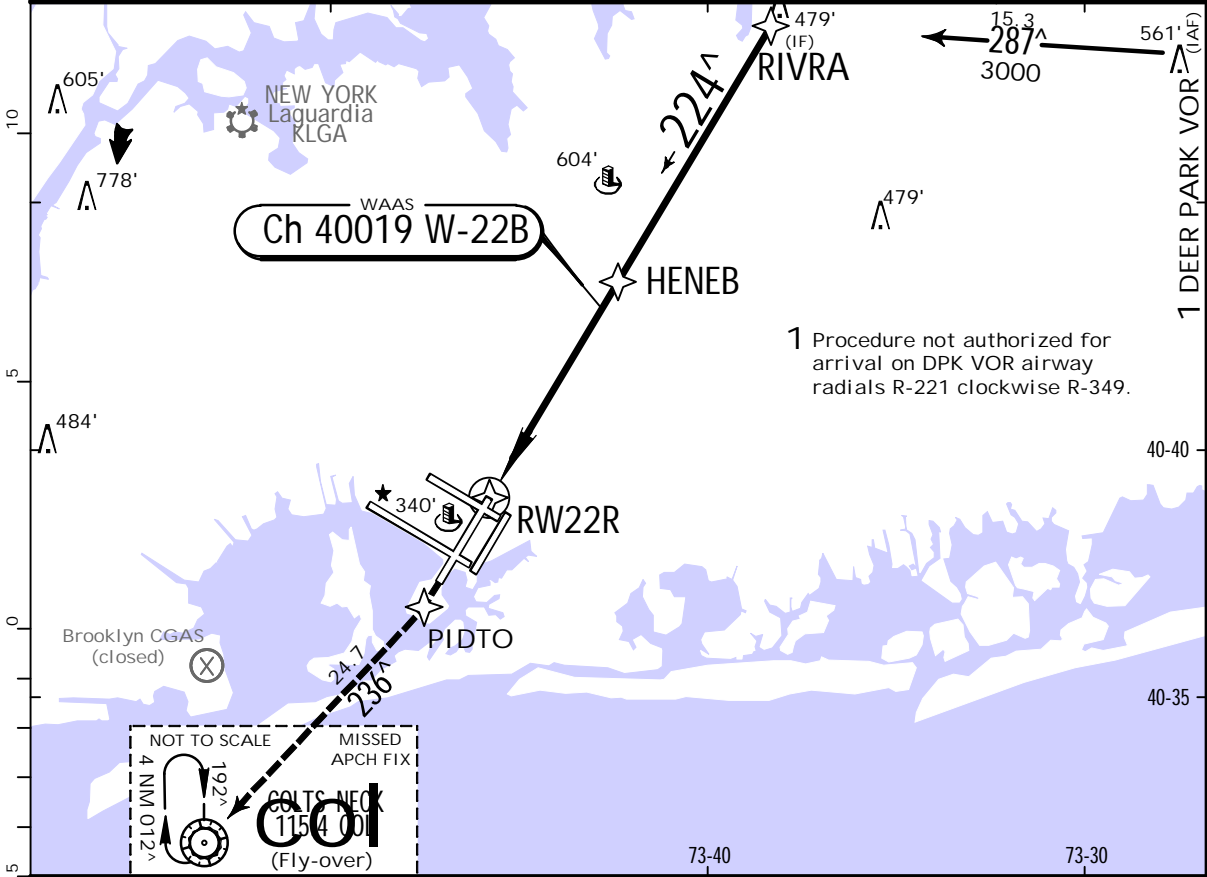 479'
(IF)
RIVRA
15.3
287^
3000
561'
(IAF)
1 DEER PARK VOR
605'
NEW YORK
Laguardia
KLGA
224^
10
604'
778'
479'
WAAS
Ch 40019 W-22B
HENEB
1 Procedure not authorized for
arrival on DPK VOR airway
radials R-221 clockwise R-349.
5
484'
40-40
340'
RW22R
0
Brooklyn CGAS
(closed)
PIDTO
24.7
236^
40-35
NOT TO SCALE
MISSED
APCH FIX
4 NM 012^
192^
COLTS NECK
115.4 COL
col
(Fly-over)
5
73-40
73-30